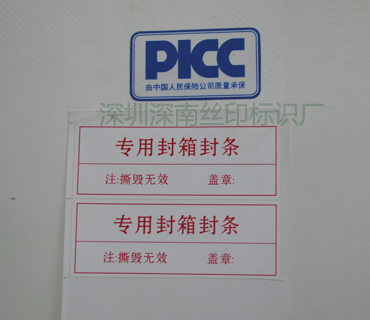 PICC
由中国人民保险公司质量承保
深圳深南丝印标识厂
专用封箱封条
注:撕毁无效 盖章:
专用封箱封条
注:撕毁无效 盖章: